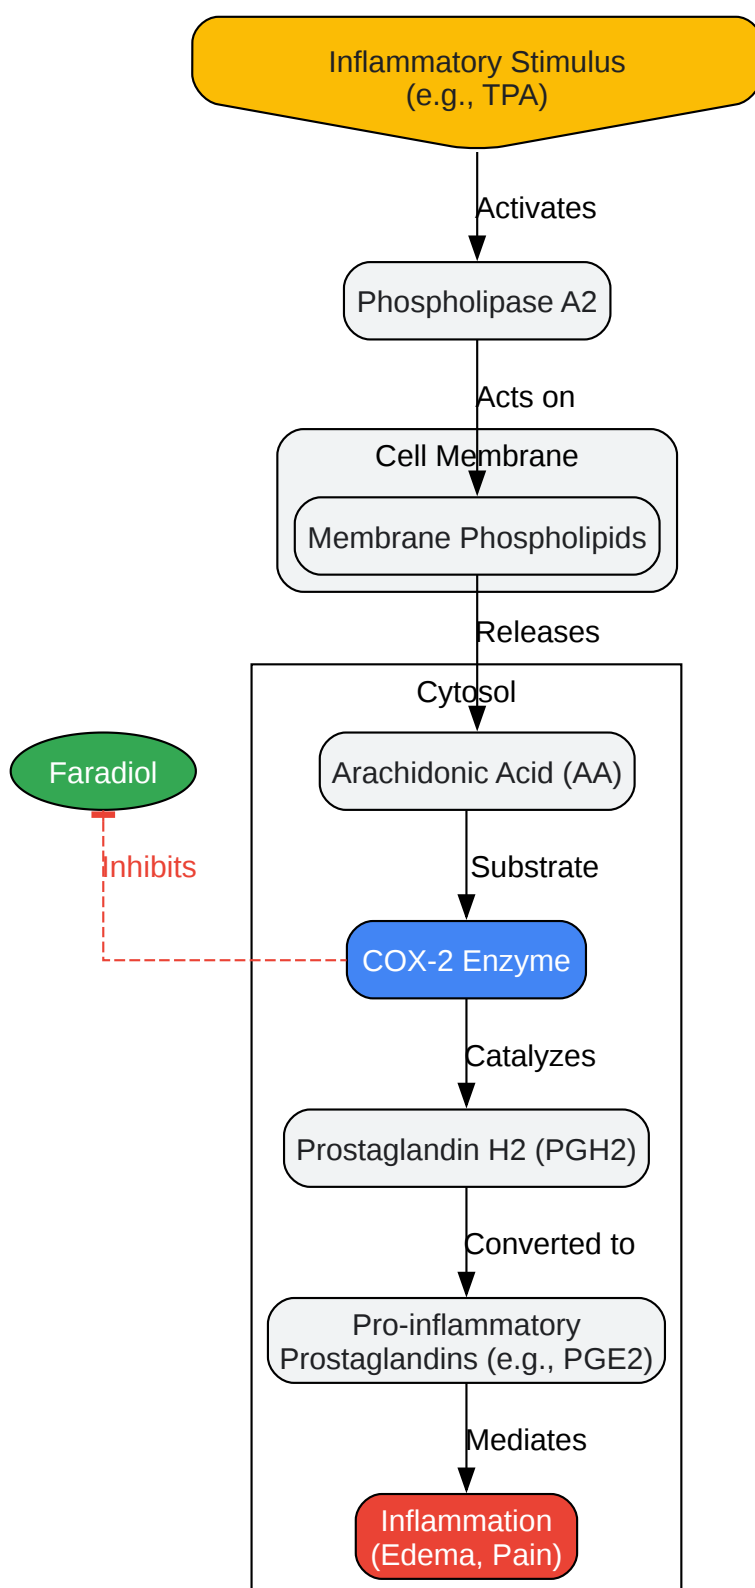 Inflammatory Stimulus
(e.g., TPA)
Activates
Phospholipase A2
Acts on
Cell Membrane
Membrane Phospholipids
Releases
Cytosol
Faradiol
Arachidonic Acid (AA)
Inhibits
Substrate
COX-2 Enzyme
Catalyzes
Prostaglandin H2 (PGH2)
Converted to
Pro-inflammatory
Prostaglandins (e.g., PGE2)
Mediates
Inflammation
(Edema, Pain)